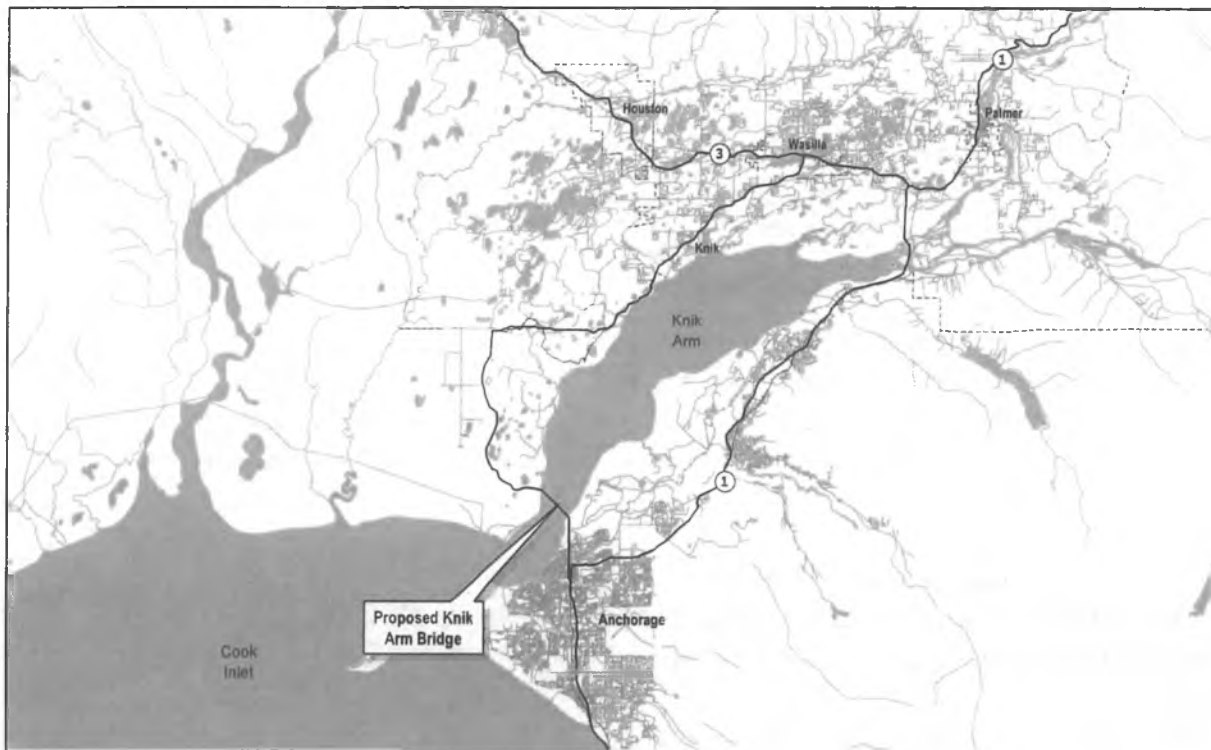 1
Houston
Palmer
3
Wasilla
Knik
Knik
Arm
1
Proposed Knik
Arm Bridge
Anchorage
Cook
Inlet